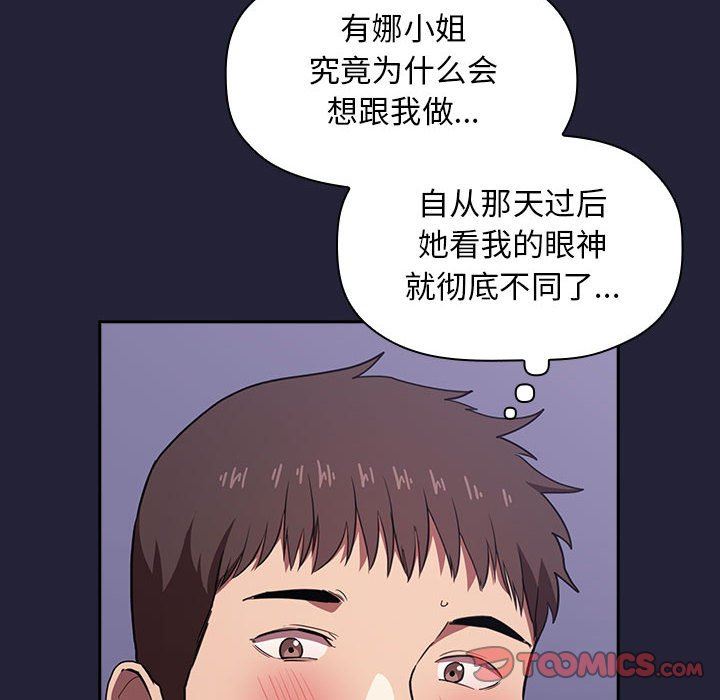 有娜小姐
究竟为什么会
想跟我做...
自从那天过后
她看我的眼神
就彻底不同了...
TOOMICS.COM